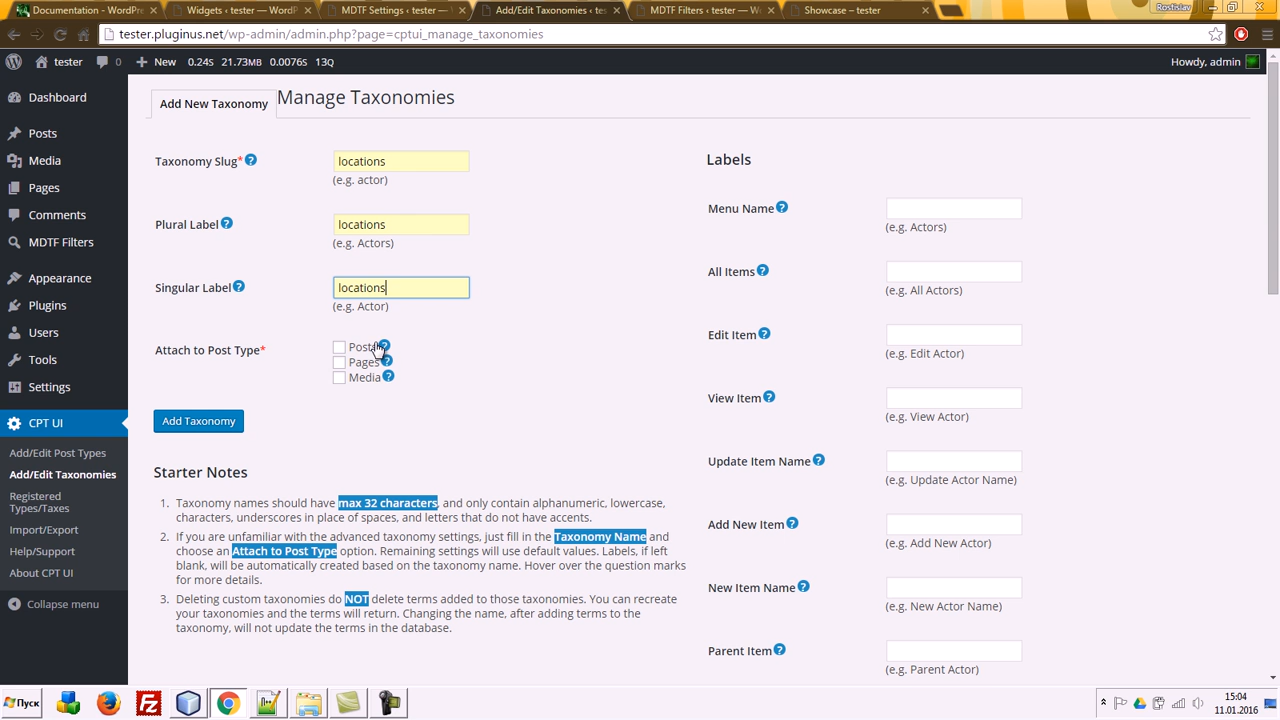 Documentation - WordPre
Widgets ‹ tester — WordP
MDTF Settings ‹ tester —
Add/Edit Taxonomies ‹ tes
MDTF Filters ‹ tester — W
Showcase – tester
Rostislav
tester.pluginus.net/wp-admin/admin.php?page=cptui_manage_taxonomies
tester
0
New
0.24S
21.73MB
0.0076S
13Q
Howdy, admin
Dashboard
Posts
Media
Pages
Comments
MDTF Filters
Appearance
Plugins
Users
Tools
Settings
CPT UI
Add/Edit Post Types
Add/Edit Taxonomies
Registered
Types/Taxes
Import/Export
Help/Support
About CPT UI
Collapse menu
Add New Taxonomy
Manage Taxonomies
Taxonomy Slug* ?
locations
(e.g. actor)
Plural Label ?
locations
(e.g. Actors)
Singular Label ?
locations
(e.g. Actor)
Attach to Post Type*
Posts ?
Pages ?
Media ?
Add Taxonomy
Starter Notes
1. Taxonomy names should have max 32 characters, and only contain alphanumeric, lowercase,
characters, underscores in place of spaces, and letters that do not have accents.
2. If you are unfamiliar with the advanced taxonomy settings, just fill in the Taxonomy Name and
choose an Attach to Post Type option. Remaining settings will use default values. Labels, if left
blank, will be automatically created based on the taxonomy name. Hover over the question marks
for more details.
3. Deleting custom taxonomies do NOT delete terms added to those taxonomies. You can recreate
your taxonomies and the terms will return. Changing the name, after adding terms to the
taxonomy, will not update the terms in the database.
Labels
Menu Name ?
(e.g. Actors)
All Items ?
(e.g. All Actors)
Edit Item ?
(e.g. Edit Actor)
View Item ?
(e.g. View Actor)
Update Item Name ?
(e.g. Update Actor Name)
Add New Item ?
(e.g. Add New Actor)
New Item Name ?
(e.g. New Actor Name)
Parent Item ?
(e.g. Parent Actor)
Пуск
15:04
11.01.2016